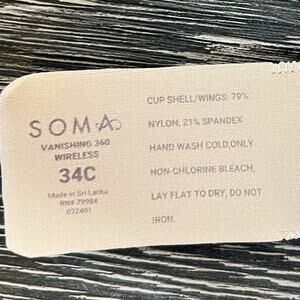 SOMA
VANISHING 360
WIRELESS
34C
Made in Sri Lanka
RN# 79984
032401
CUP SHELL/WINGS: 79%
NYLON, 21% SPANDEX
HAND WASH COLD,ONLY
NON-CHLORINE BLEACH,
LAY FLAT TO DRY, DO NOT
IRON.